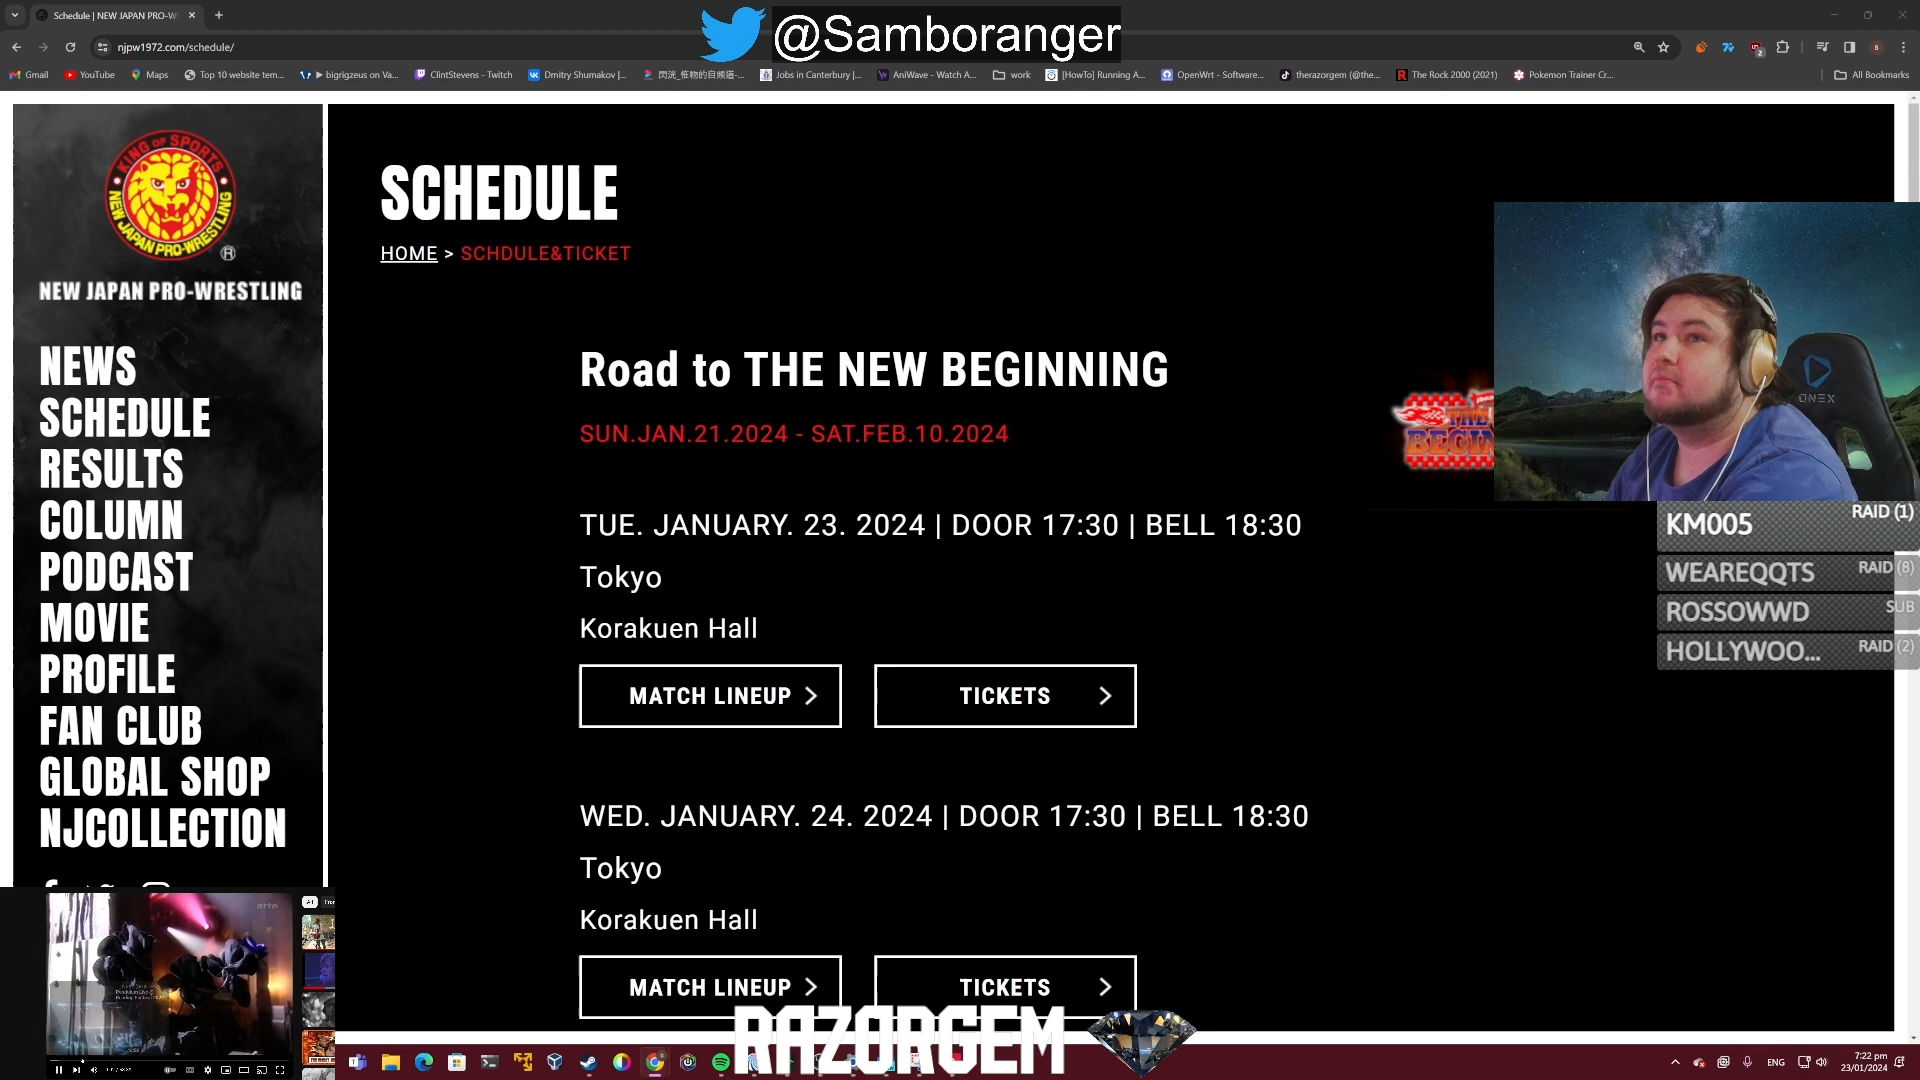 Schedule | NEW JAPAN PRO-W
njpw1972.com/schedule/
@Samboranger
Gmail
YouTube
Maps
Top 10 website tem...
▶ bigrigzeus on Va...
ClintStevens - Twitch
Dmitry Shumakov |...
Jobs in Canterbury |...
AniWave - Watch A...
work
[HowTo] Running A...
OpenWrt - Software...
therazorgem (@the...
The Rock 2000 (2021)
Pokemon Trainer Cr...
All Bookmarks
KING OF SPORTS
NEW JAPAN PRO-WRESTLING
®
NEW JAPAN PRO-WRESTLING
NEWS
SCHEDULE
RESULTS
COLUMN
PODCAST
MOVIE
PROFILE
FAN CLUB
GLOBAL SHOP
NJCOLLECTION
SCHEDULE
HOME > SCHDULE&TICKET
Road to THE NEW BEGINNING
SUN.JAN.21.2024 - SAT.FEB.10.2024
TUE. JANUARY. 23. 2024 | DOOR 17:30 | BELL 18:30
Tokyo
Korakuen Hall
MATCH LINEUP
TICKETS
WED. JANUARY. 24. 2024 | DOOR 17:30 | BELL 18:30
Tokyo
Korakuen Hall
MATCH LINEUP
TICKETS
ONEX
KM005
RAID (1)
WEAREQQTS
RAID (8)
ROSSOWWD
SUB
HOLLYWOO...
RAID (2)
arte
All
RAZORGEM
ENG
7:22 pm
23/01/2024